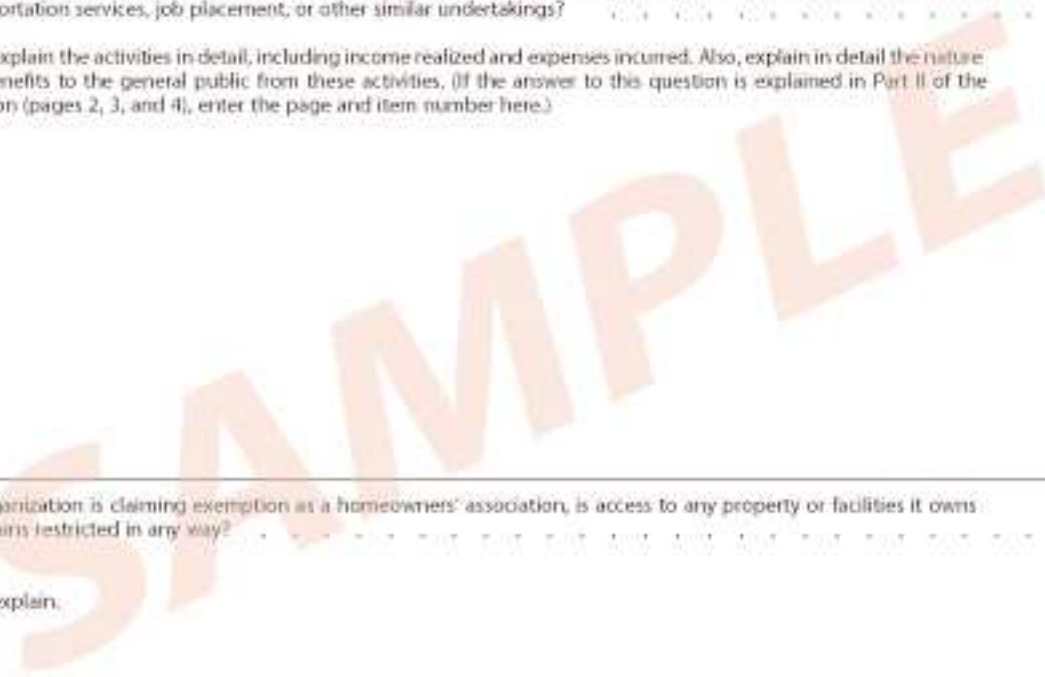 ortation services, job placement, or other similar undertakings? . . . . . . . . . . . . . .
xplain the activities in detail, including income realized and expenses incurred. Also, explain in detail the nature
nefits to the general public from these activities. (If the answer to this question is explained in Part II of the
on (pages 2, 3, and 4), enter the page and item number here.)
SAMPLE
anization is claiming exemption as a homeowners' association, is access to any property or facilities it owns
ains restricted in any way? . . . . . . . . . . . . . . . . . . . . . . . . .
xplain.